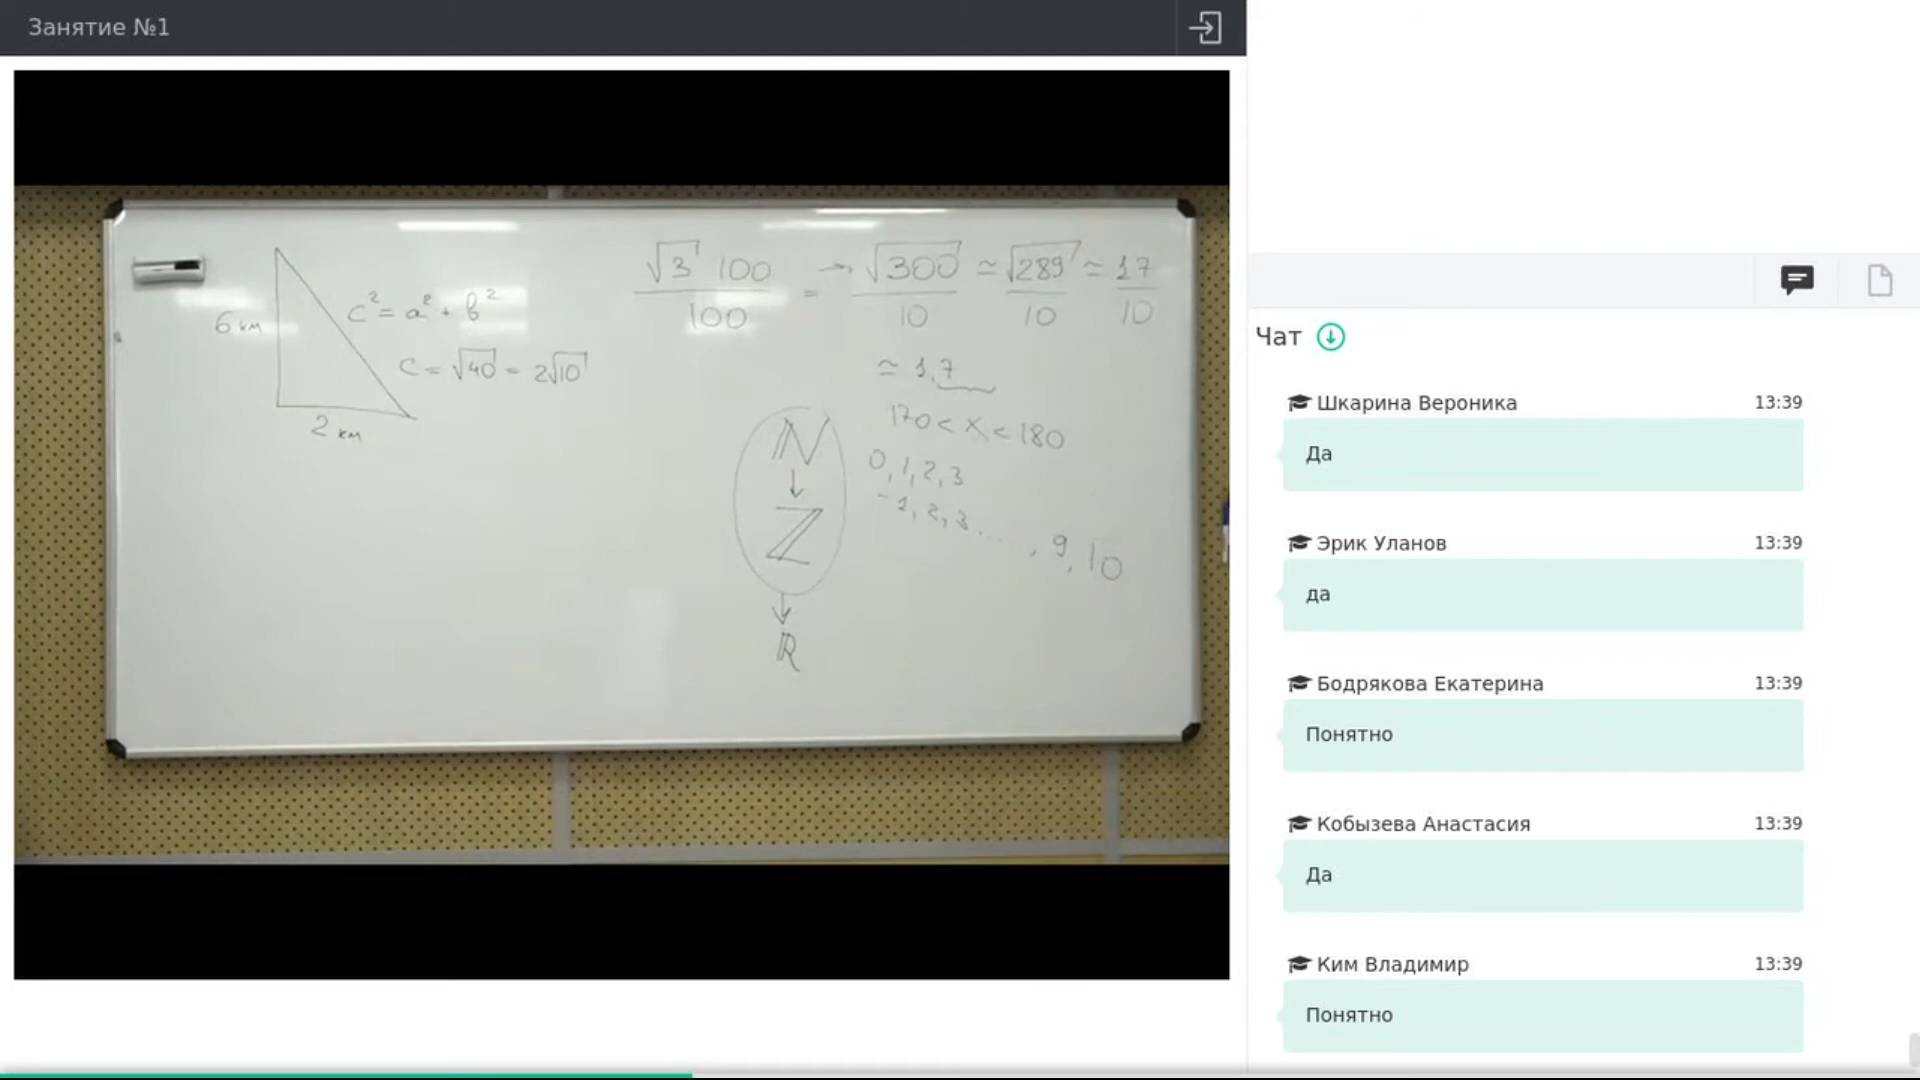 Занятие №1
6 км
2 км
c² = a² + b²
c = √40 = 2√10
√3 100 / 100 = → √300 / 10 ≃ √289 / 10 ≃ 17 / 10
≃ 1,7
170 < x < 180
N
↓
Z
↓
R
0, 1, 2, 3
-1, 2, 3 ... , 9, 10
Чат
Шкарина Вероника 13:39
Да
Эрик Уланов 13:39
да
Бодрякова Екатерина 13:39
Понятно
Кобызева Анастасия 13:39
Да
Ким Владимир 13:39
Понятно